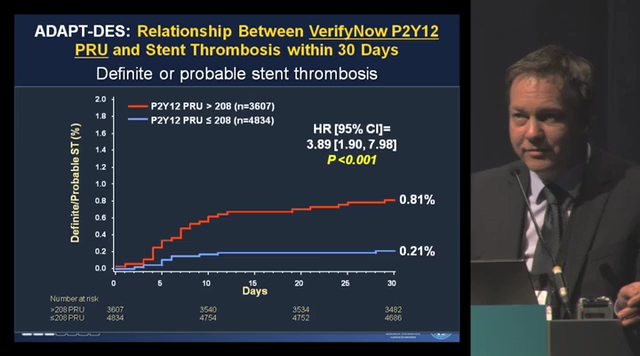 ADAPT-DES: Relationship Between VerifyNow P2Y12
PRU and Stent Thrombosis within 30 Days
Definite or probable stent thrombosis
P2Y12 PRU > 208 (n=3607)
P2Y12 PRU ≤ 208 (n=4834)
HR [95% CI]=
3.89 [1.90, 7.98]
P <0.001
Definite/Probable ST (%)
2.0
1.8
1.6
1.4
1.2
1.0
0.8
0.6
0.4
0.2
0.0
0.81%
0.21%
0 5 10 15 20 25 30
Days
Number at risk
>208 PRU 3607 3540 3534 3482
≤208 PRU 4834 4754 4752 4686